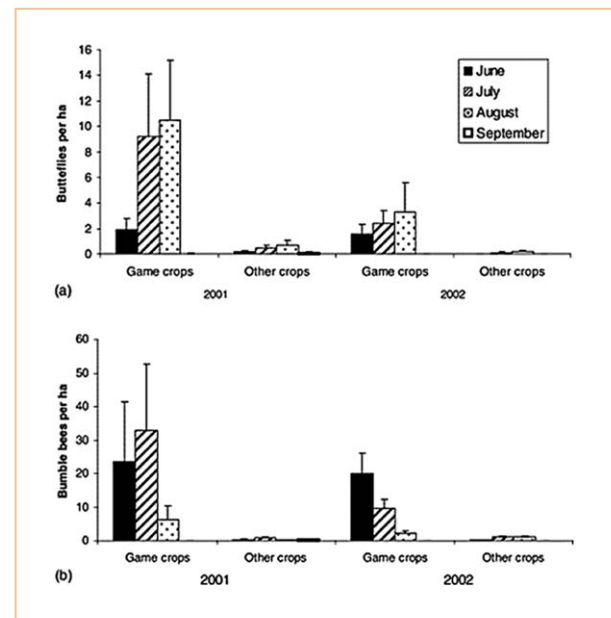 16
14
12
10
8
6
4
2
0
Butteflies per ha
June
July
August
September
Game crops Other crops Game crops Other crops
(a)
2001 2002
60
50
40
30
20
10
0
Bumble bees per ha
Game crops Other crops Game crops Other crops
(b)
2001 2002